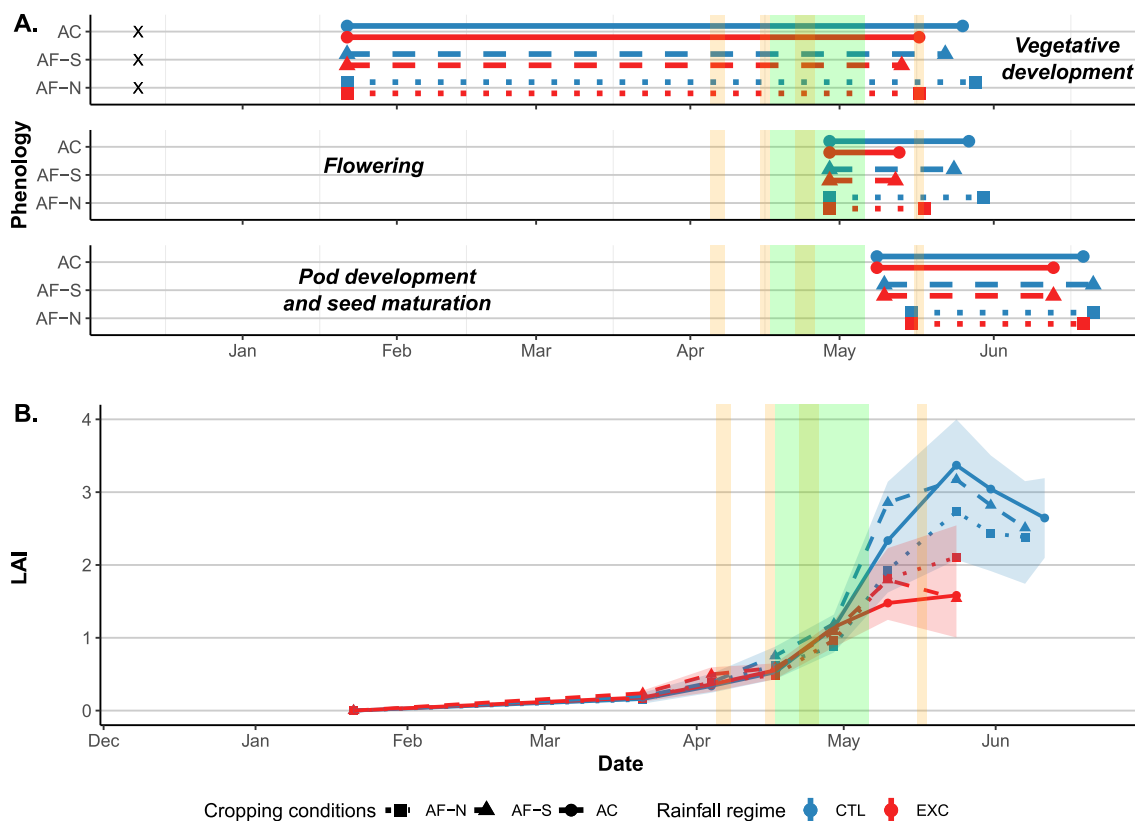 A.
AC
AF−S
AF−N
x
x
x
Vegetative
development
Phenology
AC
AF−S
AF−N
Flowering
AC
AF−S
AF−N
Pod development
and seed maturation
Jan Feb Mar Apr May Jun
B.
LAI
4
3
2
1
0
Dec Jan Feb Mar Apr May Jun
Date
Cropping conditions AF−N AF−S AC Rainfall regime CTL EXC